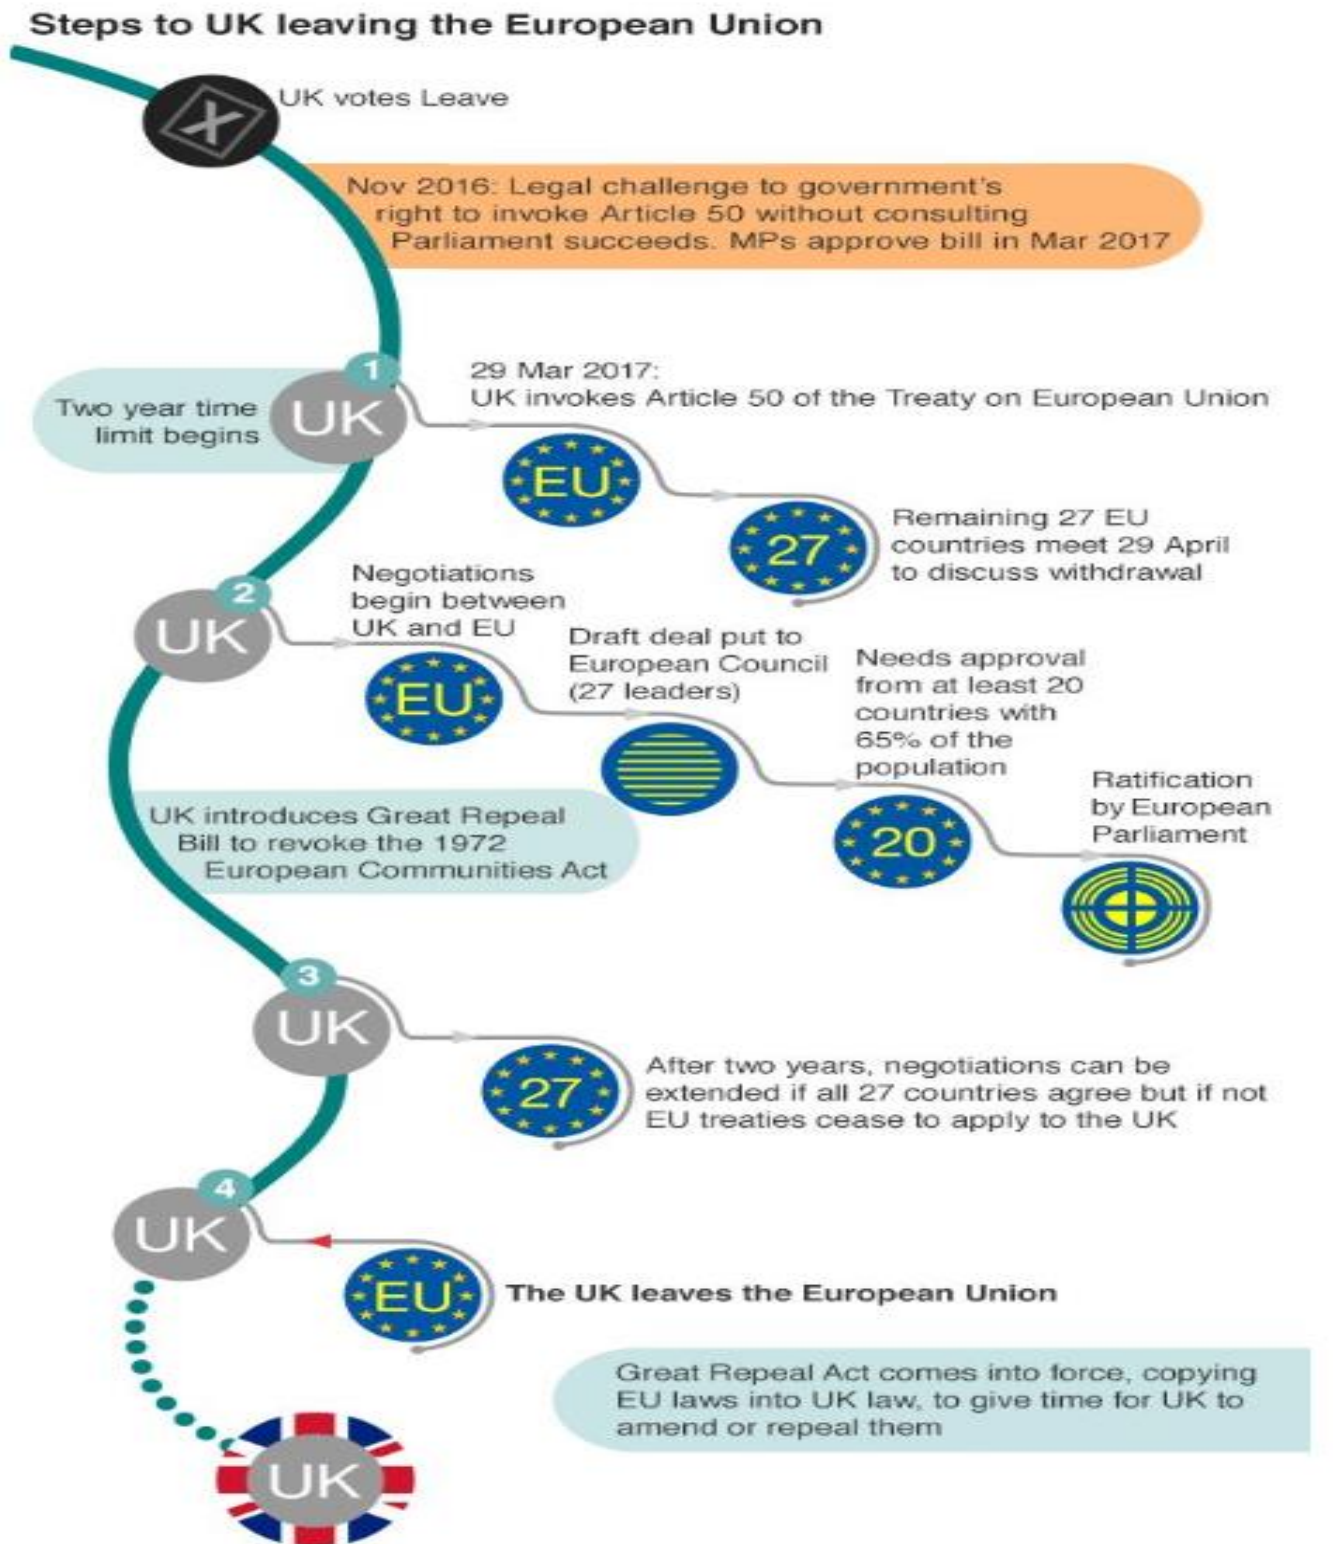 Steps to UK leaving the European Union
UK votes Leave
Nov 2016: Legal challenge to government's
right to invoke Article 50 without consulting
Parliament succeeds. MPs approve bill in Mar 2017
1
UK
Two year time
limit begins
29 Mar 2017:
UK invokes Article 50 of the Treaty on European Union
EU
27
Remaining 27 EU
countries meet 29 April
to discuss withdrawal
2
UK
Negotiations
begin between
UK and EU
EU
Draft deal put to
European Council
(27 leaders)
Needs approval
from at least 20
countries with
65% of the
population
20
Ratification
by European
Parliament
UK introduces Great Repeal
Bill to revoke the 1972
European Communities Act
3
UK
27
After two years, negotiations can be
extended if all 27 countries agree but if not
EU treaties cease to apply to the UK
4
UK
EU
The UK leaves the European Union
Great Repeal Act comes into force, copying
EU laws into UK law, to give time for UK to
amend or repeal them
UK